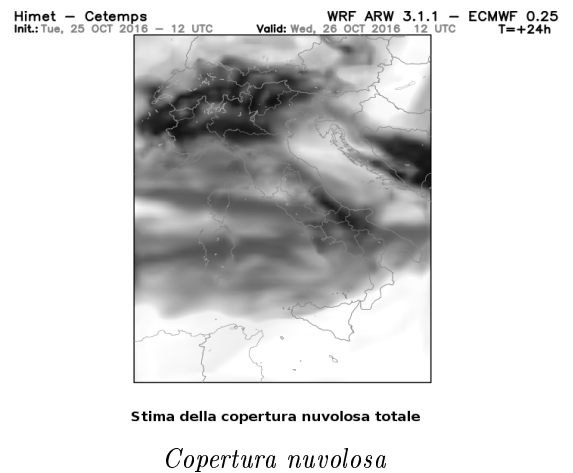 Himet – Cetemps WRF ARW 3.1.1 – ECMWF 0.25
Init.: Tue, 25 OCT 2016 – 12 UTC Valid: Wed, 26 OCT 2016 12 UTC T=+24h
Stima della copertura nuvolosa totale
Copertura nuvolosa